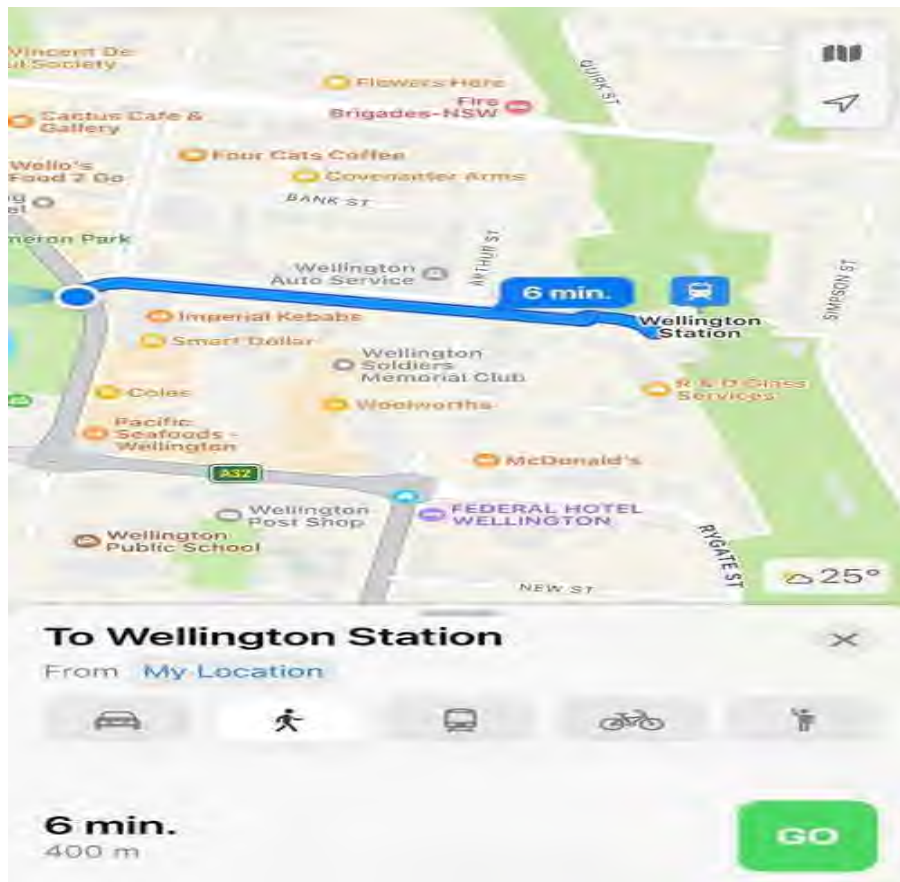 Vincent De
ul Society
Flowers Here
QUIRK ST
Fire
Brigades-NSW
Cactus Cafe &
Gallery
Four Cats Coffee
Wello's
Food 2 Go
Covenanter Arms
BANK ST
meron Park
ARTHUR ST
Wellington
Auto Service
SIMPSON ST
6 min.
Wellington
Station
Imperial Kebabs
Smart Dollar
Wellington
Soldiers
Memorial Club
R & D Glass
Services
Coles
Woolworths
Pacific
Seafoods -
Wellington
McDonald's
A32
Wellington
Post Shop
FEDERAL HOTEL
WELLINGTON
Wellington
Public School
RYGATE ST
NEW ST
25°
To Wellington Station
From My Location
6 min.
400 m
GO